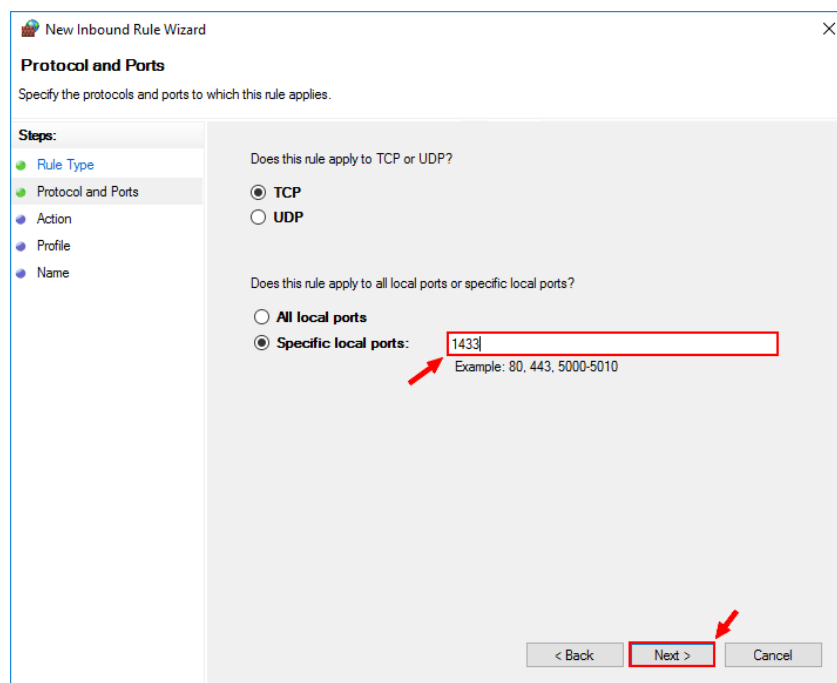 New Inbound Rule Wizard
Protocol and Ports
Specify the protocols and ports to which this rule applies.
Steps:
Rule Type
Protocol and Ports
Action
Profile
Name
Does this rule apply to TCP or UDP?
TCP
UDP
Does this rule apply to all local ports or specific local ports?
All local ports
Specific local ports: 1433
Example: 80, 443, 5000-5010
< Back Next > Cancel